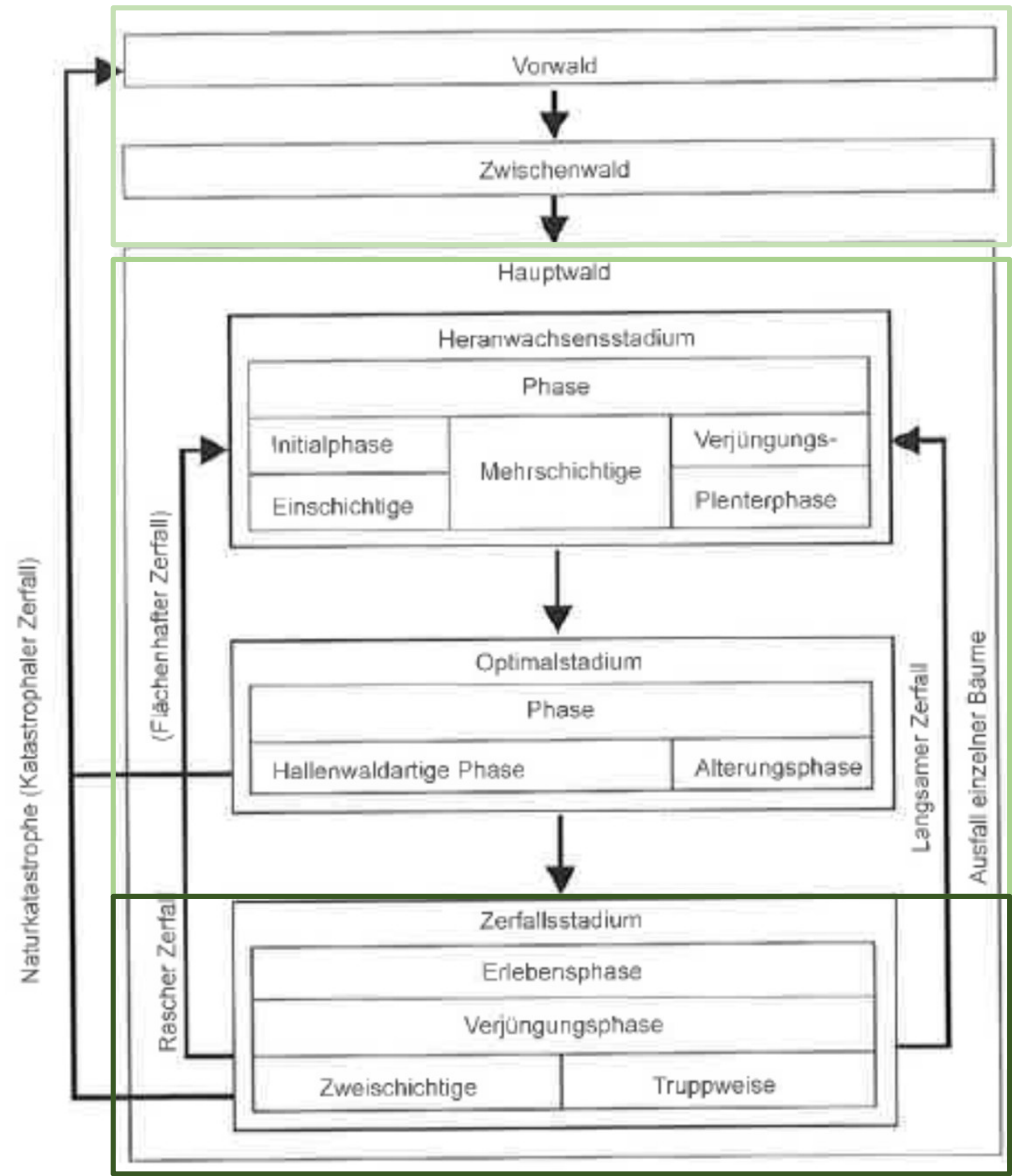 Vorwald
Zwischenwald
Hauptwald
Heranwachsensstadium
Phase
Initialphase
Einschichtige
Mehrschichtige
Verjüngungs-
Plenterphase
Optimalstadium
Phase
Hallenwaldartige Phase
Alterungsphase
Zerfallsstadium
Erlebensphase
Verjüngungsphase
Zweischichtige
Truppweise
Naturkatastrophe (Katastrophaler Zerfall)
Rascher Zerfall
(Flächenhafter Zerfall)
Langsamer Zerfall
Ausfall einzelner Bäume